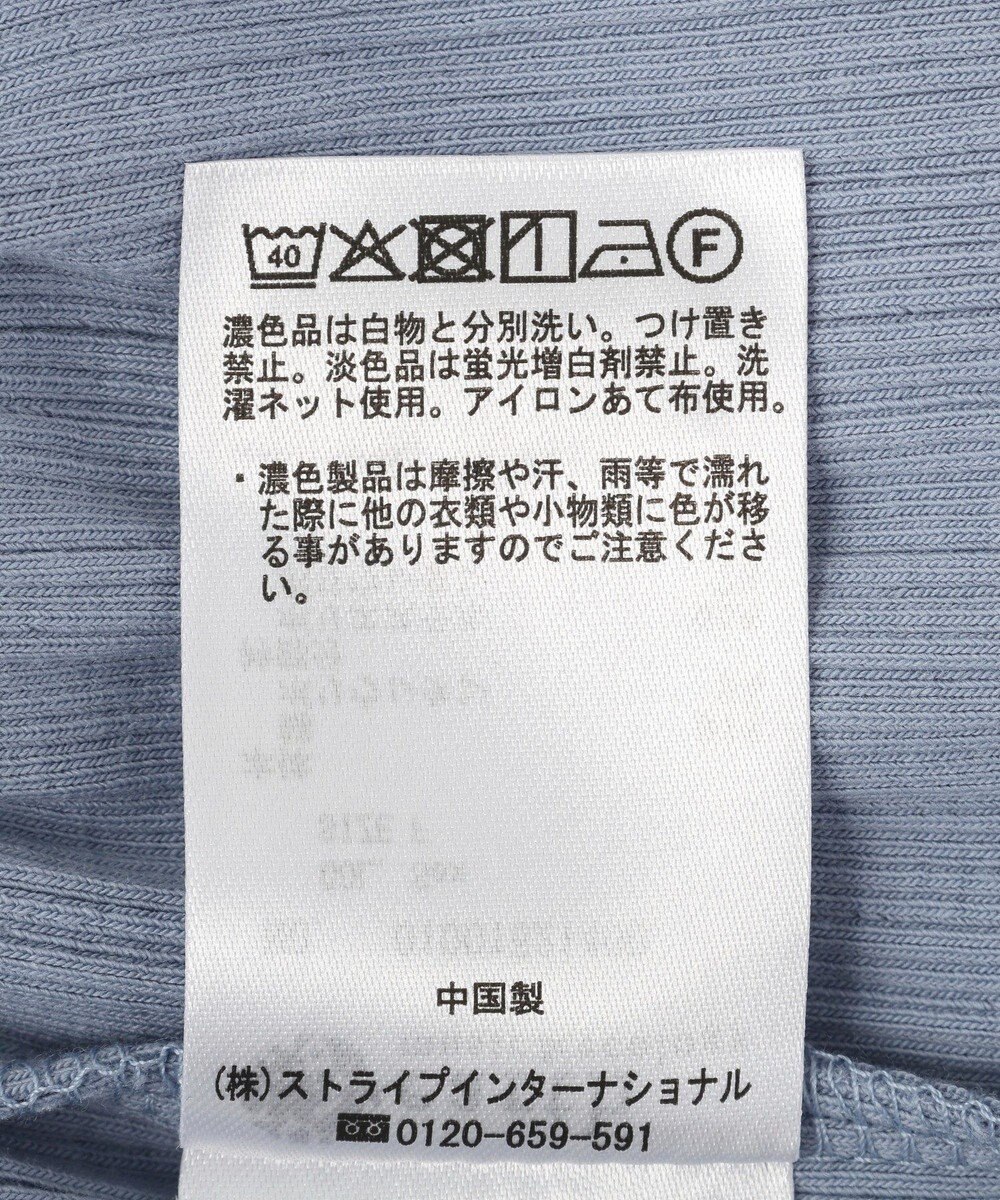 40 F
濃色品は白物と分別洗い。つけ置き
禁止。淡色品は蛍光増白剤禁止。洗
濯ネット使用。アイロンあて布使用。
・濃色製品は摩擦や汗、雨等で濡れ
た際に他の衣類や小物類に色が移
る事がありますのでご注意くださ
い。
中国製
(株)ストライプインターナショナル
0120-659-591